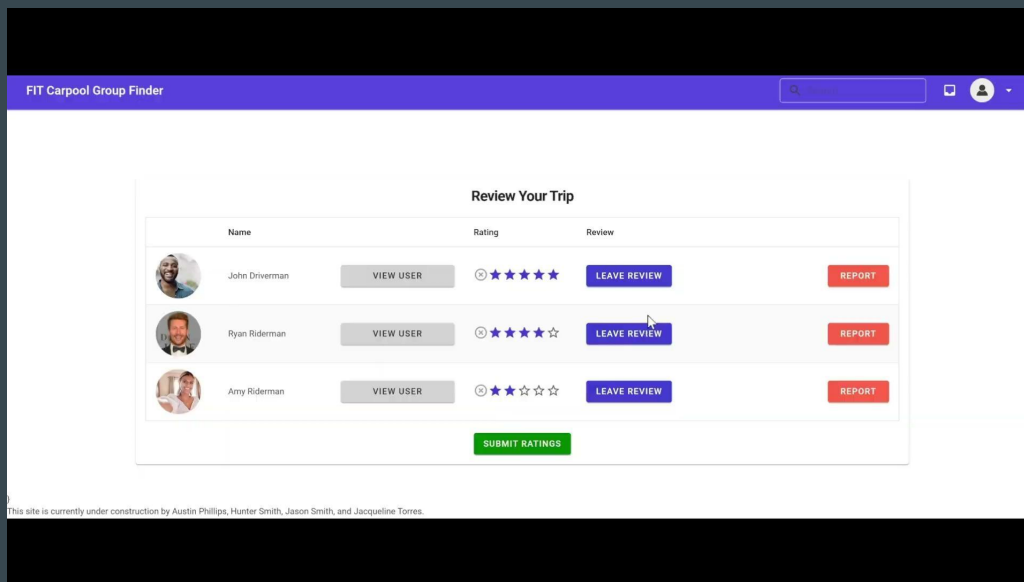 FIT Carpool Group Finder
Review Your Trip
Name Rating Review
John Driverman VIEW USER LEAVE REVIEW REPORT
Ryan Riderman VIEW USER LEAVE REVIEW REPORT
Amy Riderman VIEW USER LEAVE REVIEW REPORT
SUBMIT RATINGS
}
This site is currently under construction by Austin Phillips, Hunter Smith, Jason Smith, and Jacqueline Torres.